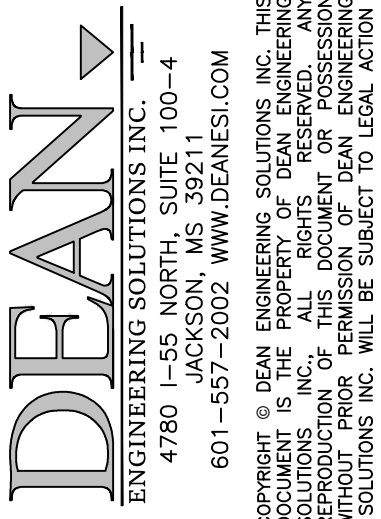 DEAN
ENGINEERING SOLUTIONS INC.
4780 I-55 NORTH, SUITE 100-4
JACKSON, MS 39211
601-557-2002 WWW.DEANESI.COM
COPYRIGHT © DEAN ENGINEERING SOLUTIONS INC. THIS
DOCUMENT IS THE PROPERTY OF DEAN ENGINEERING
SOLUTIONS INC., ALL RIGHTS RESERVED. ANY
REPRODUCTION OF THIS DOCUMENT OR POSSESSION
WITHOUT PRIOR PERMISSION OF DEAN ENGINEERING
SOLUTIONS INC. WILL BE SUBJECT TO LEGAL ACTION